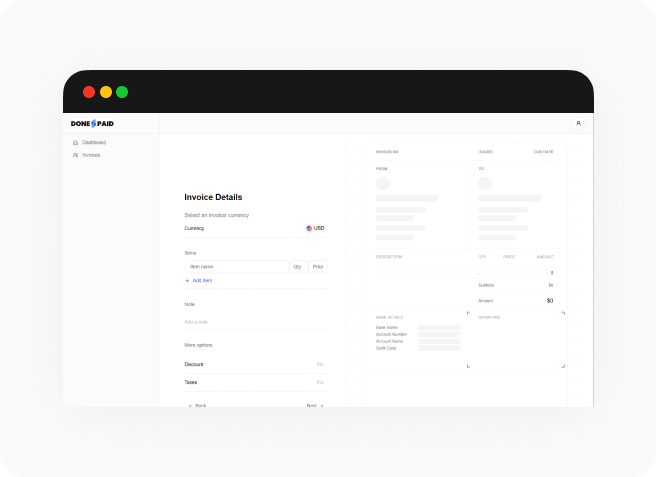 DONE PAID
Dashboard
Invoices
Invoice Details
Select an invoice currency
Currency
USD
Items
Item name
Qty
Price
+ Add Item
Note
Add a note
More options
Discount
0%
Taxes
0%
Back
Next
INVOICE NO.
ISSUED
DUE DATE
FROM
TO
DESCRIPTION
QTY
PRICE
AMOUNT
Subtotal
Amount
$0
BANK DETAILS
SIGNATURE
Bank Name
Account Number
Account Name
Swift Code